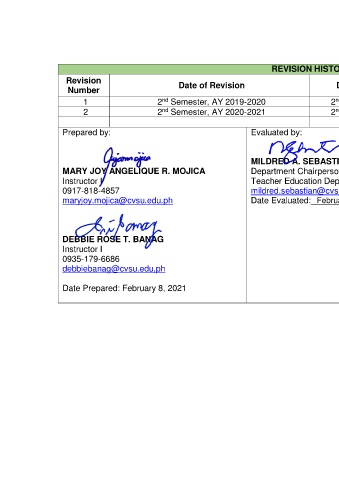 REVISION HISTO
Revision Number
Date of Revision
1
2nd Semester, AY 2019-2020
2
2nd Semester, AY 2020-2021
Prepared by:
MARY JOY ANGELIQUE R. MOJICA
Instructor
0917-818-4857
maryjoy.mojica@cvsu.edu.ph
DEBBIE ROSE T. BANAG
Instructor I
0935-179-6686
debbiebanag@cvsu.edu.ph
Date Prepared: February 8, 2021
Evaluated by:
MILDRED A. SEBASTI
Department Chairperso
Teacher Education Dep
mildred.sebastian@cvs
Date Evaluated: Februa